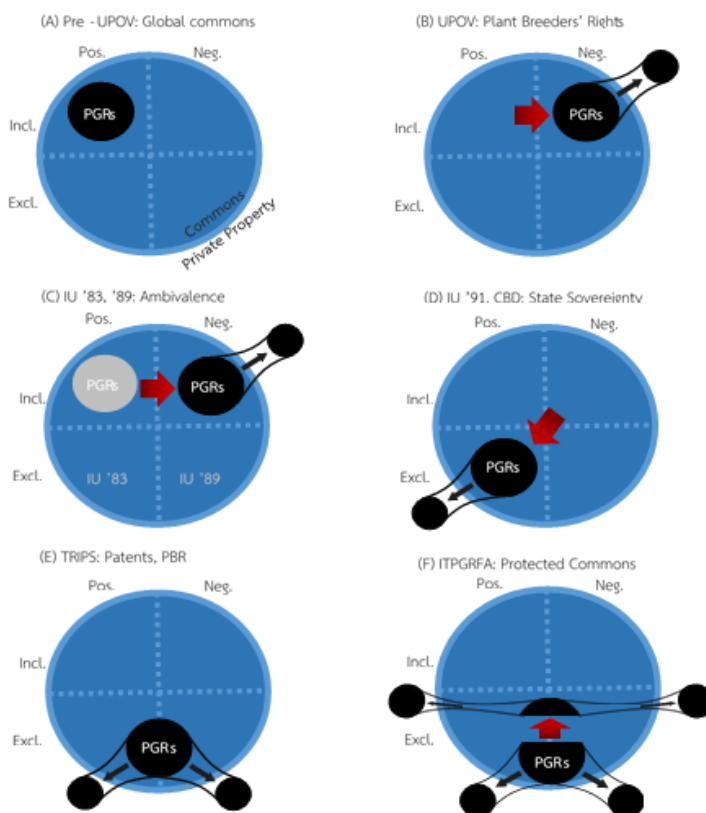 (A) Pre - UPOV: Global commons
Pos. Neg.
Incl.
PGRs
Excl.
Commons
Private Property
(B) UPOV: Plant Breeders' Rights
Pos. Neg.
Incl.
PGRs
Excl.
(C) IU '83, '89: Ambivalence
Pos. Neg.
Incl.
PGRs PGRs
Excl.
IU '83 IU '89
(D) IU '91, CBD: State Sovereignty
Pos. Neg.
Incl.
Excl.
PGRs
(E) TRIPS: Patents, PBR
Pos. Neg.
Incl.
Excl.
PGRs
(F) ITPGRFA: Protected Commons
Pos. Neg.
Incl.
Excl.
PGRs